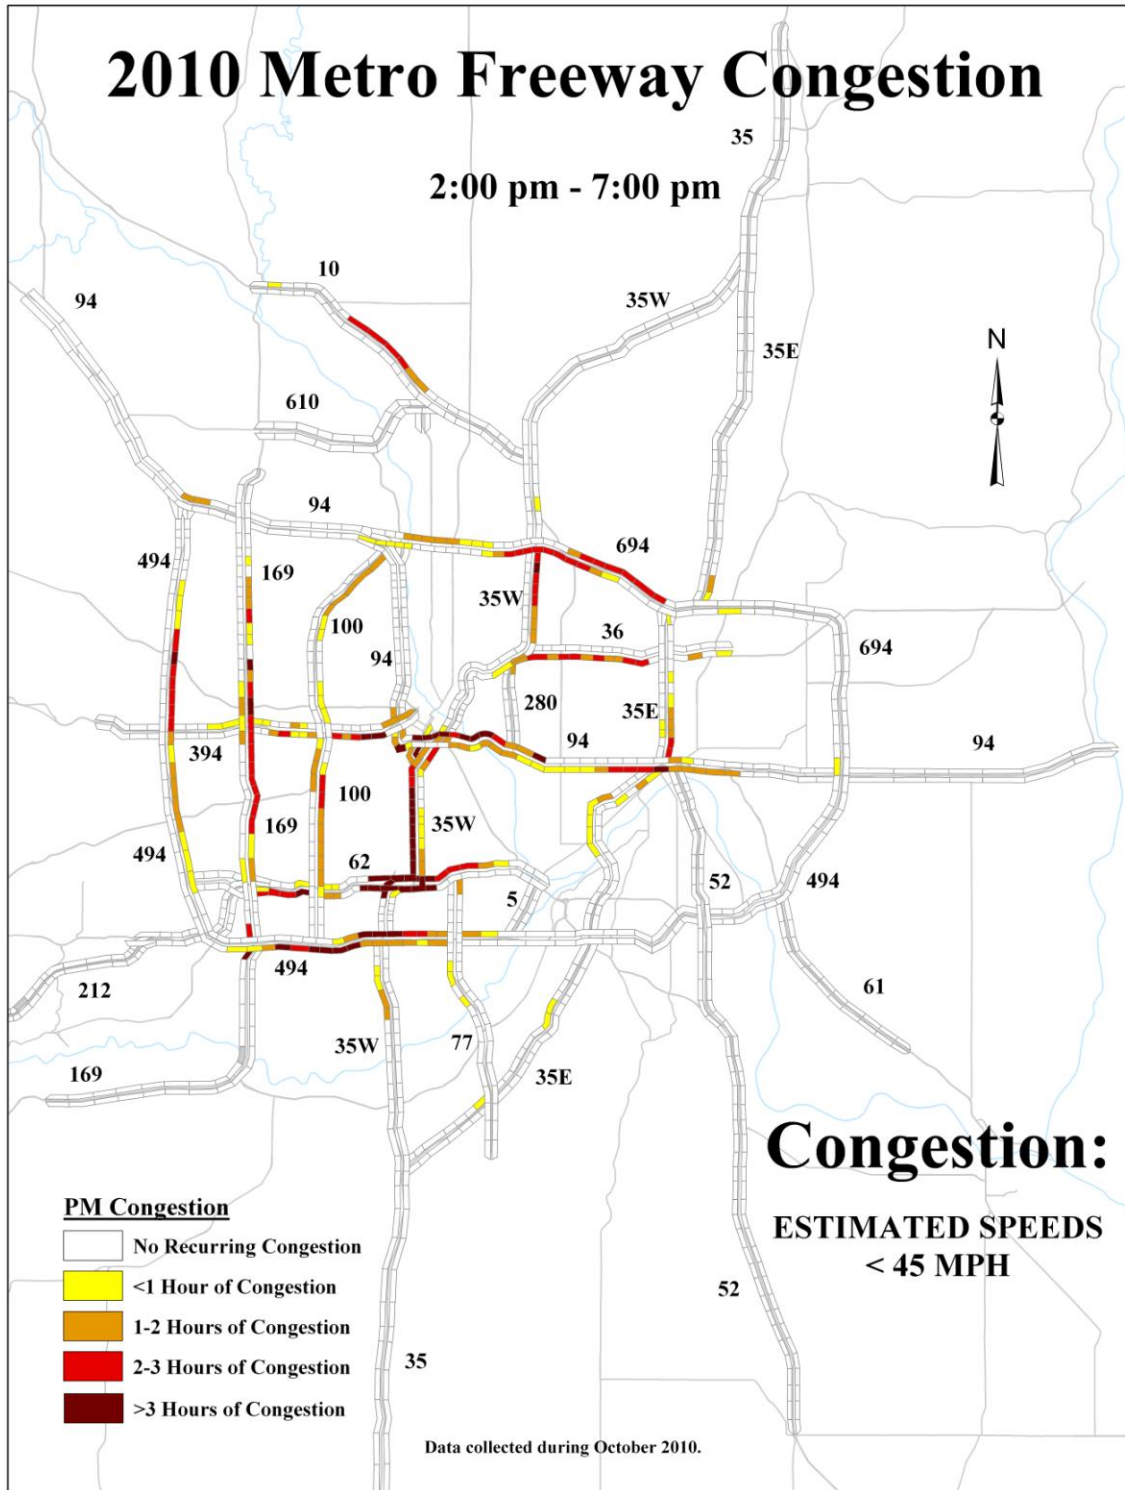 2010 Metro Freeway Congestion
35
2:00 pm - 7:00 pm
10
94
35W
N
35E
610
94
694
494
169
35W
36
100
94
694
280
35E
94
94
394
100
169
35W
494
62
52
494
5
494
212
61
35W
77
35E
169
Congestion:
PM Congestion
ESTIMATED SPEEDS
< 45 MPH
No Recurring Congestion
<1 Hour of Congestion
52
1-2 Hours of Congestion
2-3 Hours of Congestion
35
>3 Hours of Congestion
Data collected during October 2010.